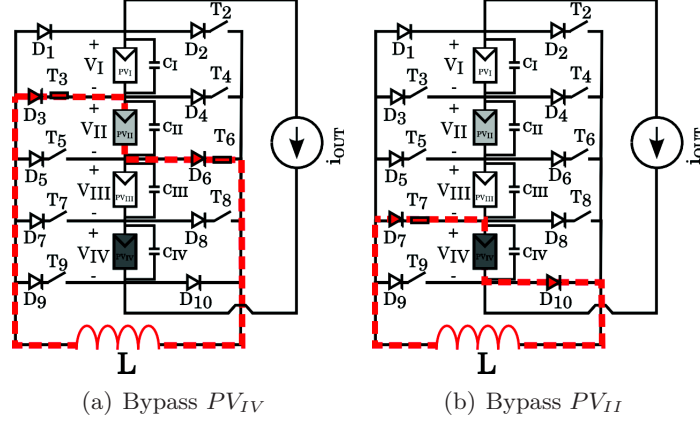 T2 T2
D1 + D2 D1 + D2
VI PVI CI VI PVI CI
T3 - T4 T3 - T4
D3 + D4 D3 + D4
VII PVII CII VII PVII CII
T5 - T6 T5 - T6
iOUT iOUT
D5 + D6 D5 + D6
VIII PVIII CIII VIII PVIII CIII
T7 - T8 T7 - T8
D7 + D8 D7 + D8
VIV PVIV CIV VIV PVIV CIV
T9 - T9 -
D9 D10 D9 D10
L L
(a) Bypass PVIV (b) Bypass PVII